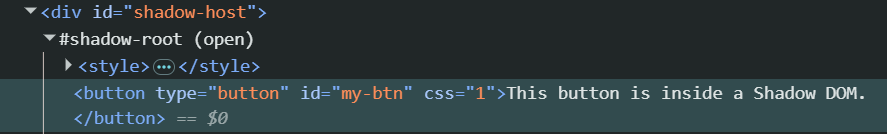 <div id="shadow-host">
#shadow-root (open)
<style>⋯</style>
<button type="button" id="my-btn" css="1">This button is inside a Shadow DOM.
</button> == $0